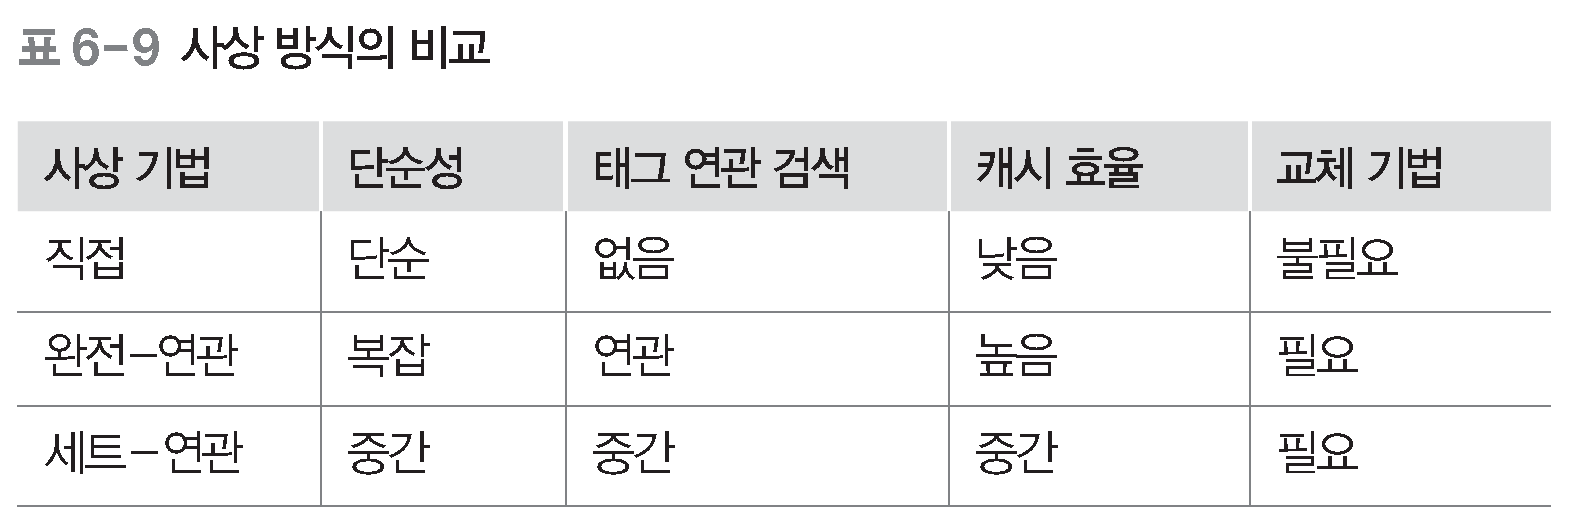 표 6-9 사상 방식의 비교
사상 기법 단순성 태그 연관 검색 캐시 효율 교체 기법
직접 단순 없음 낮음 불필요
완전-연관 복잡 연관 높음 필요
세트-연관 중간 중간 중간 필요